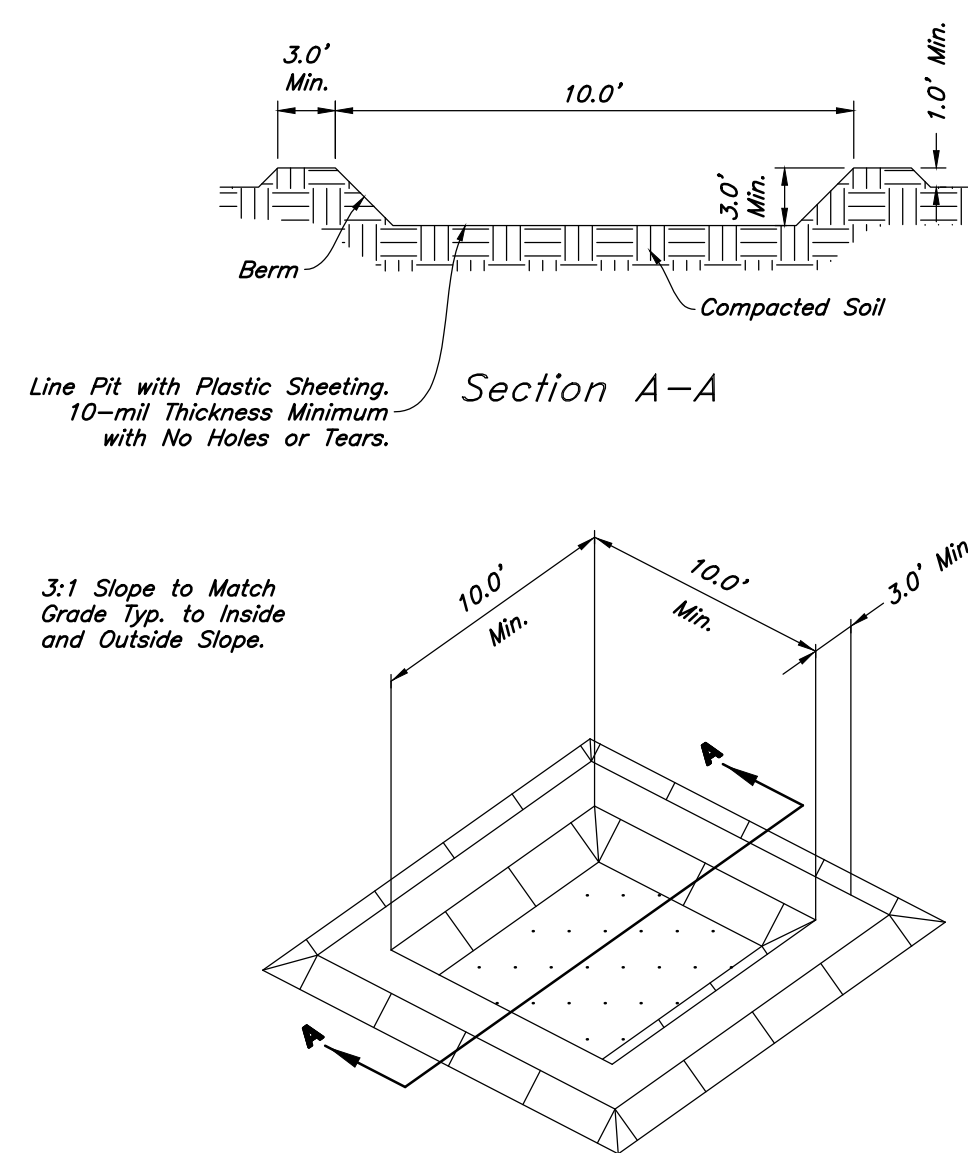 3.0'
Min.
10.0'
1.0' Min.
3.0'
Min.
Berm
Compacted Soil
Line Pit with Plastic Sheeting.
10-mil Thickness Minimum
with No Holes or Tears.
Section A-A
3:1 Slope to Match
Grade Typ. to Inside
and Outside Slope.
10.0'
Min.
10.0'
Min.
3.0' Min
A
A